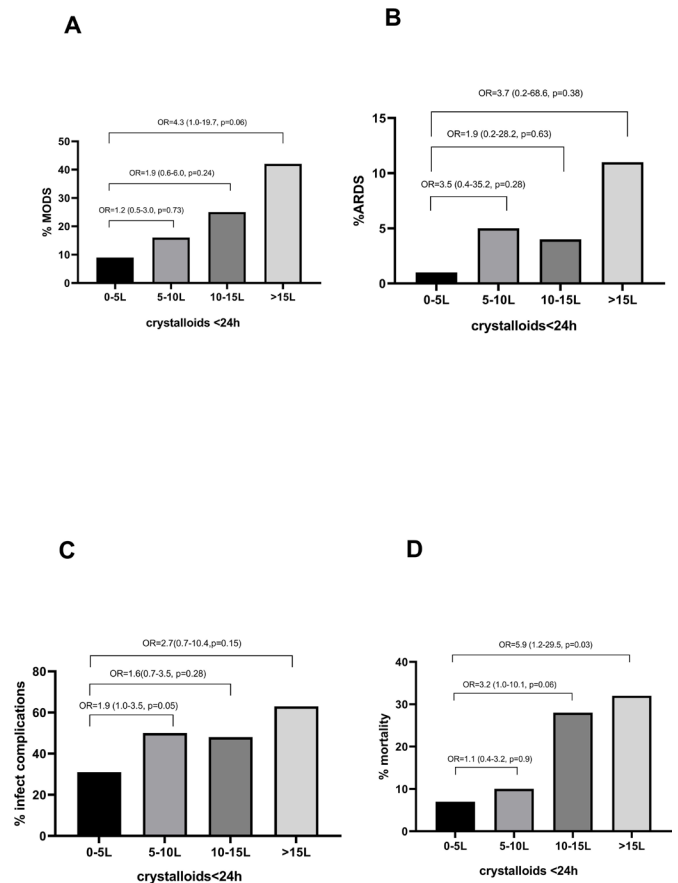 A
OR=4.3 (1.0-19.7, p=0.06)
OR=1.9 (0.6-6.0, p=0.24)
OR=1.2 (0.5-3.0, p=0.73)
% MODS
50
40
30
20
10
0
0-5L 5-10L 10-15L >15L
crystalloids <24h
B
OR=3.7 (0.2-68.6, p=0.38)
OR=1.9 (0.2-28.2, p=0.63)
OR=3.5 (0.4-35.2, p=0.28)
%ARDS
15
10
5
0
0-5L 5-10L 10-15L >15L
crystalloids<24h
C
OR=2.7(0.7-10.4,p=0.15)
OR=1.6(0.7-3.5, p=0.28)
OR=1.9 (1.0-3.5, p=0.05)
% infect complications
80
60
40
20
0
0-5L 5-10L 10-15L >15L
crystalloids<24h
D
OR=5.9 (1.2-29.5, p=0.03)
OR=3.2 (1.0-10.1, p=0.06)
OR=1.1 (0.4-3.2, p=0.9)
% mortality
40
30
20
10
0
0-5L 5-10L 10-15L >15L
crystalloids <24h